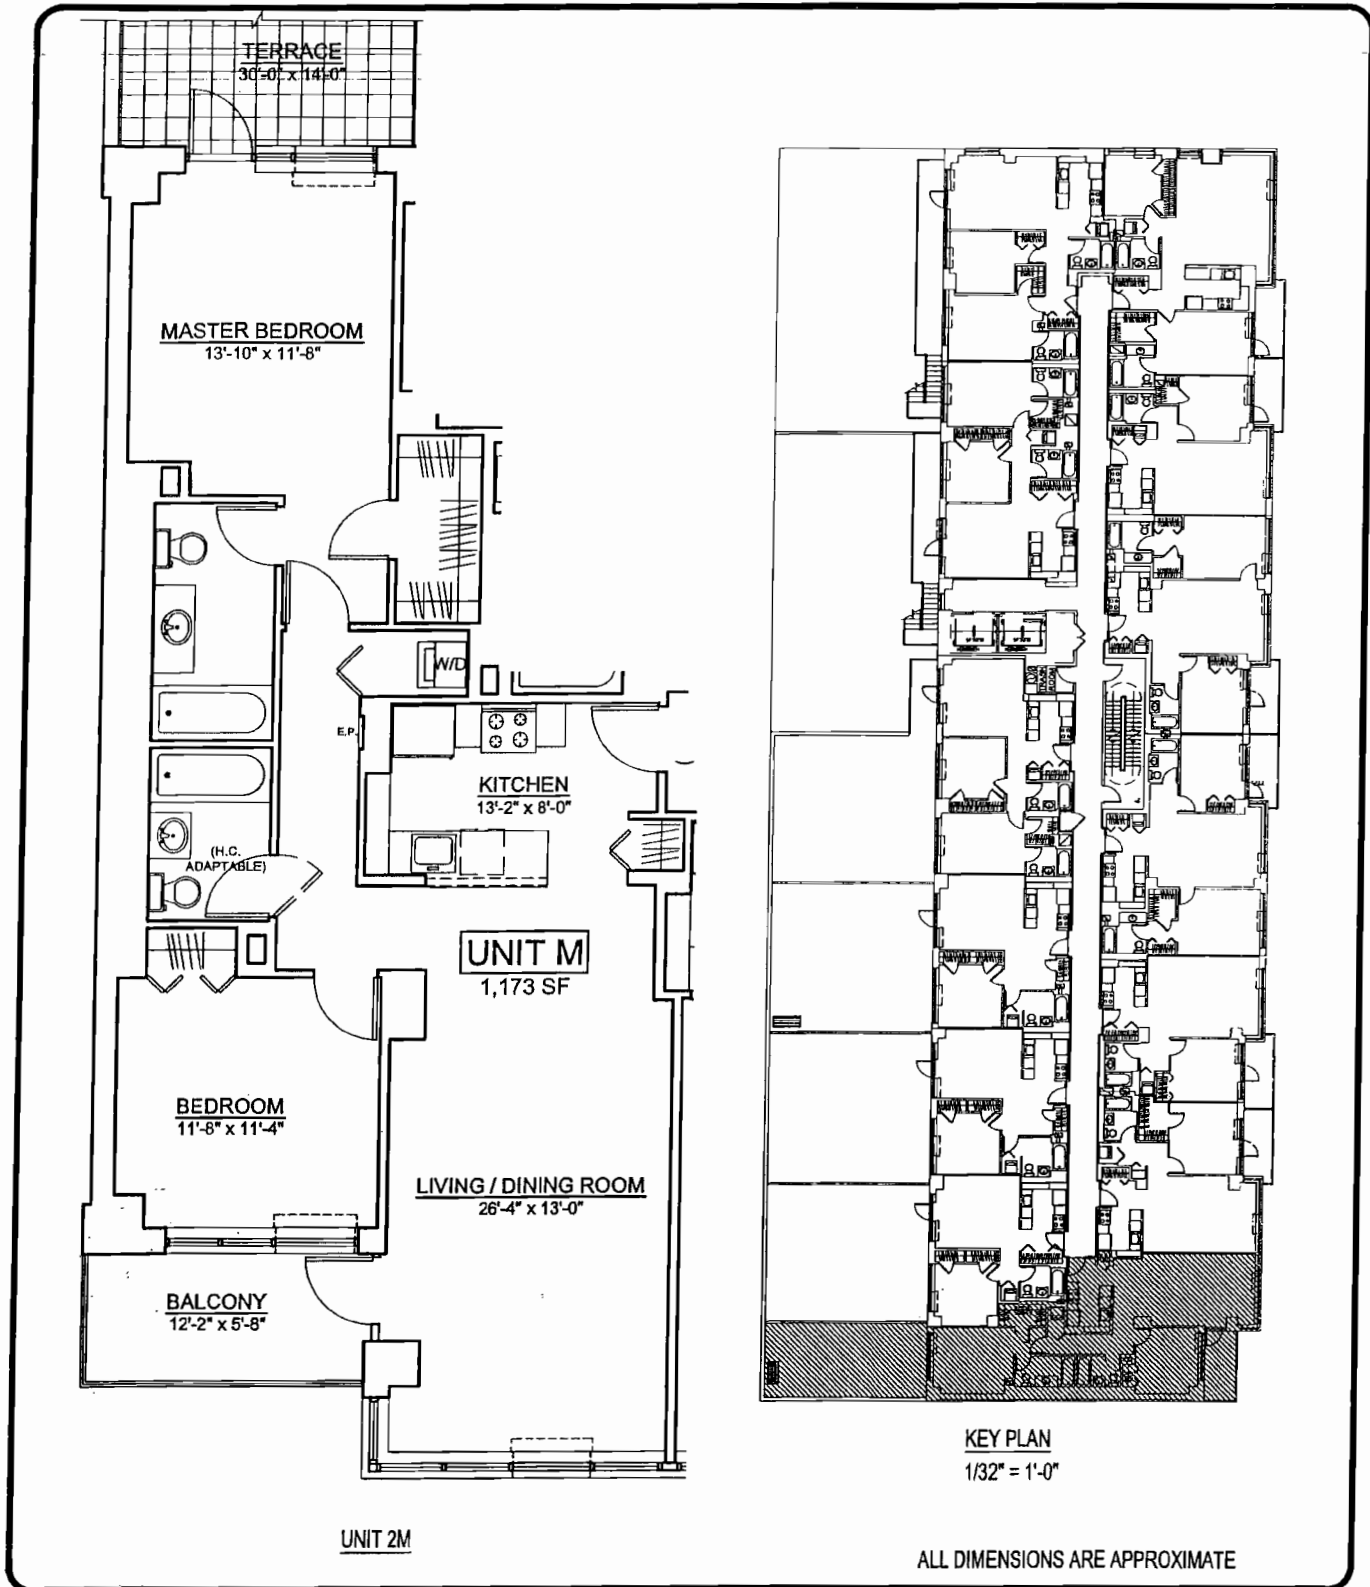 TERRACE
30'-0" x 14'-0"
MASTER BEDROOM
13'-10" x 11'-8"
W/D
E.P.
KITCHEN
13'-2" x 8'-0"
(H.C.
ADAPTABLE)
UNIT M
1,173 SF
BEDROOM
11'-8" x 11'-4"
LIVING / DINING ROOM
26'-4" x 13'-0"
BALCONY
12'-2" x 5'-8"
UNIT 2M
KEY PLAN
1/32" = 1'-0"
ALL DIMENSIONS ARE APPROXIMATE